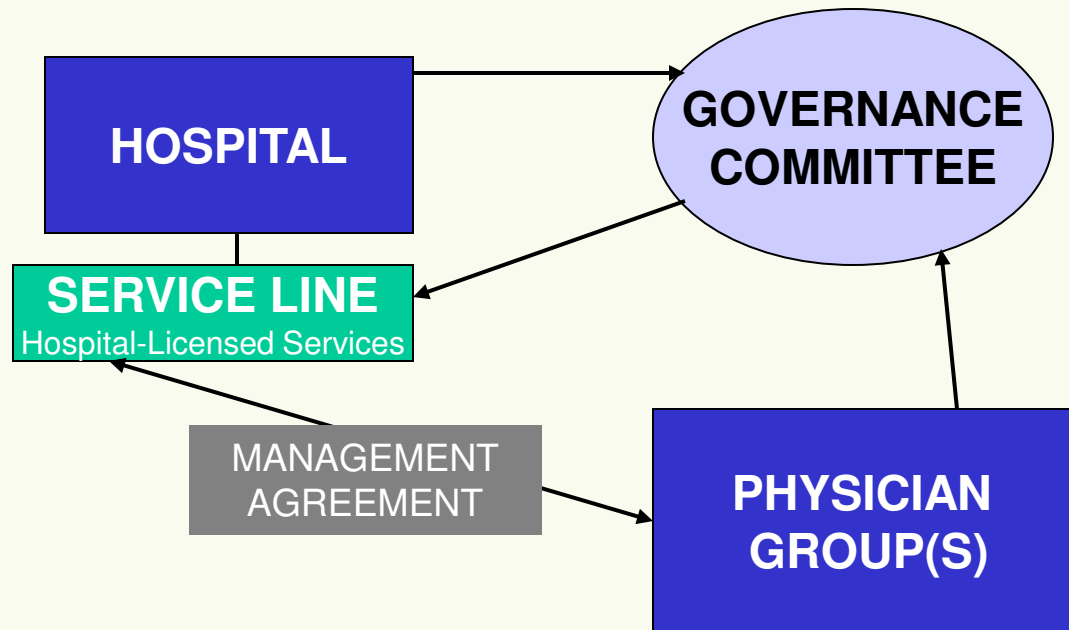 HOSPITAL
GOVERNANCE
COMMITTEE
SERVICE LINE
Hospital-Licensed Services
MANAGEMENT
AGREEMENT
PHYSICIAN
GROUP(S)